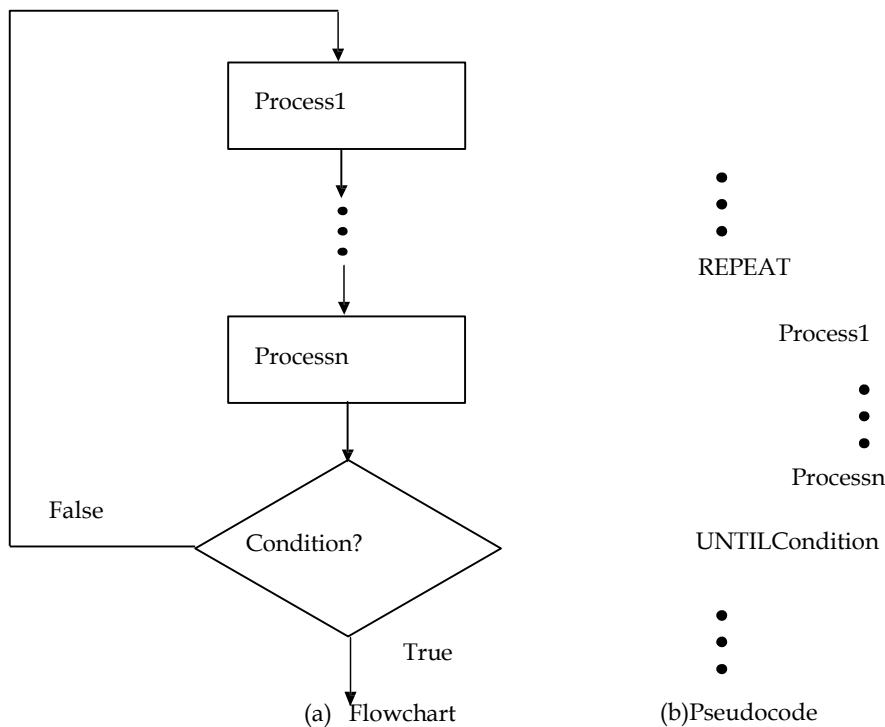 Process1
Processn
False
Condition?
True
(a) Flowchart
REPEAT
Process1
Processn
UNTILCondition
(b)Pseudocode